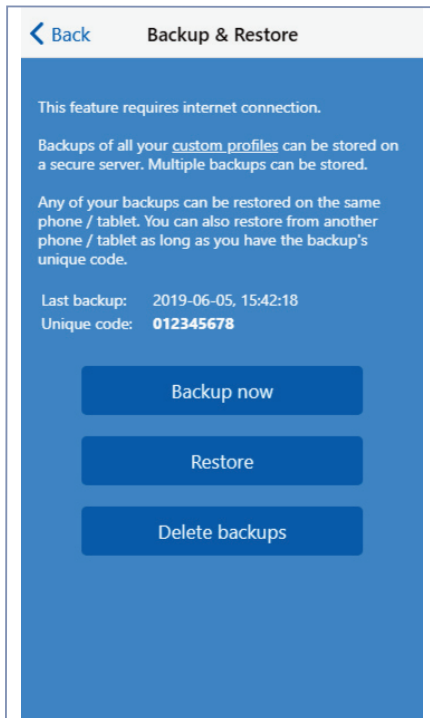 Back Backup & Restore
This feature requires internet connection.
Backups of all your custom profiles can be stored on
a secure server. Multiple backups can be stored.
Any of your backups can be restored on the same
phone / tablet. You can also restore from another
phone / tablet as long as you have the backup's
unique code.
Last backup: 2019-06-05, 15:42:18
Unique code: 012345678
Backup now
Restore
Delete backups